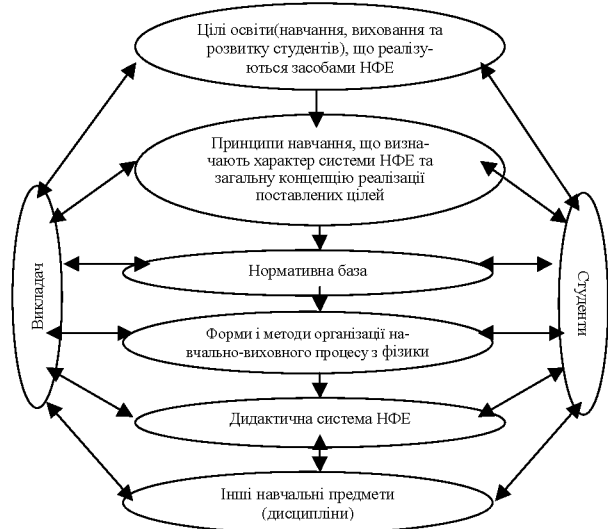 Цілі освіти(навчання, виховання та
розвитку студентів), що реалізу-
ються засобами НФЕ
Принципи навчання, що визна-
чають характер системи НФЕ та
загальну концепцію реалізації
поставлених цілей
Викладач
Нормативна база
Студенти
Форми і методи організації на-
вчально-виховного процесу з фізики
Дидактична система НФЕ
Інші навчальні предмети
(дисципліни)